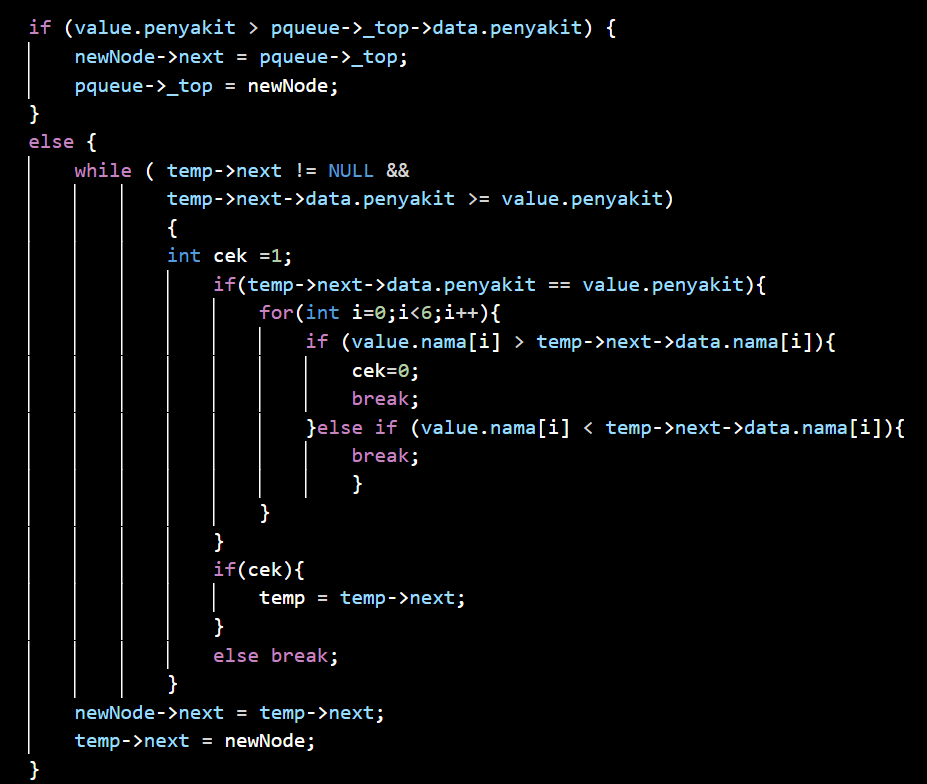 if (value.penyakit > pqueue->_top->data.penyakit) {
    newNode->next = pqueue->_top;
    pqueue->_top = newNode;
}
else {
    while ( temp->next != NULL &&
            temp->next->data.penyakit >= value.penyakit)
            {
            int cek =1;
                if(temp->next->data.penyakit == value.penyakit){
                    for(int i=0;i<6;i++){
                        if (value.nama[i] > temp->next->data.nama[i]){
                            cek=0;
                            break;
                        }else if (value.nama[i] < temp->next->data.nama[i]){
                            break;
                            }
                    }
                }
                if(cek){
                    temp = temp->next;
                }
                else break;
            }
    newNode->next = temp->next;
    temp->next = newNode;
}